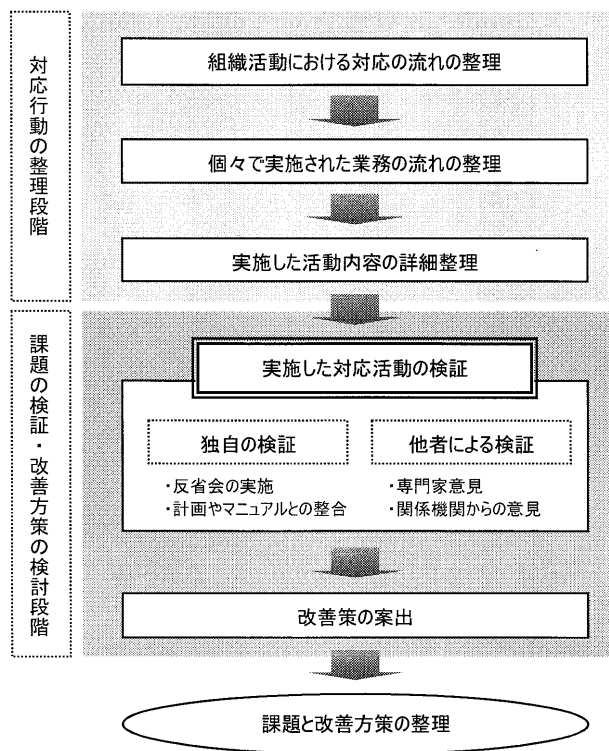 対応行動の整理段階
組織活動における対応の流れの整理
個々で実施された業務の流れの整理
実施した活動内容の詳細整理
課題の検証・改善方策の検討段階
実施した対応活動の検証
独自の検証
・反省会の実施
・計画やマニュアルとの整合
他者による検証
・専門家意見
・関係機関からの意見
改善策の案出
課題と改善方策の整理